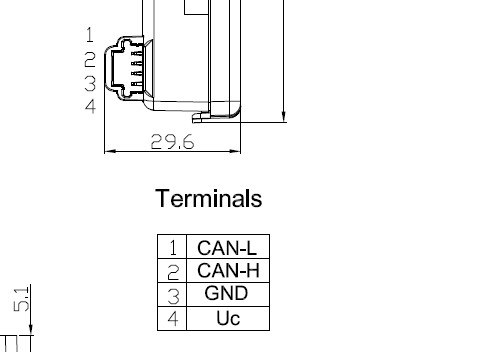 1
2
3
4
29.6
Terminals
1 CAN-L
2 CAN-H
3 GND
4 Uc
5.1